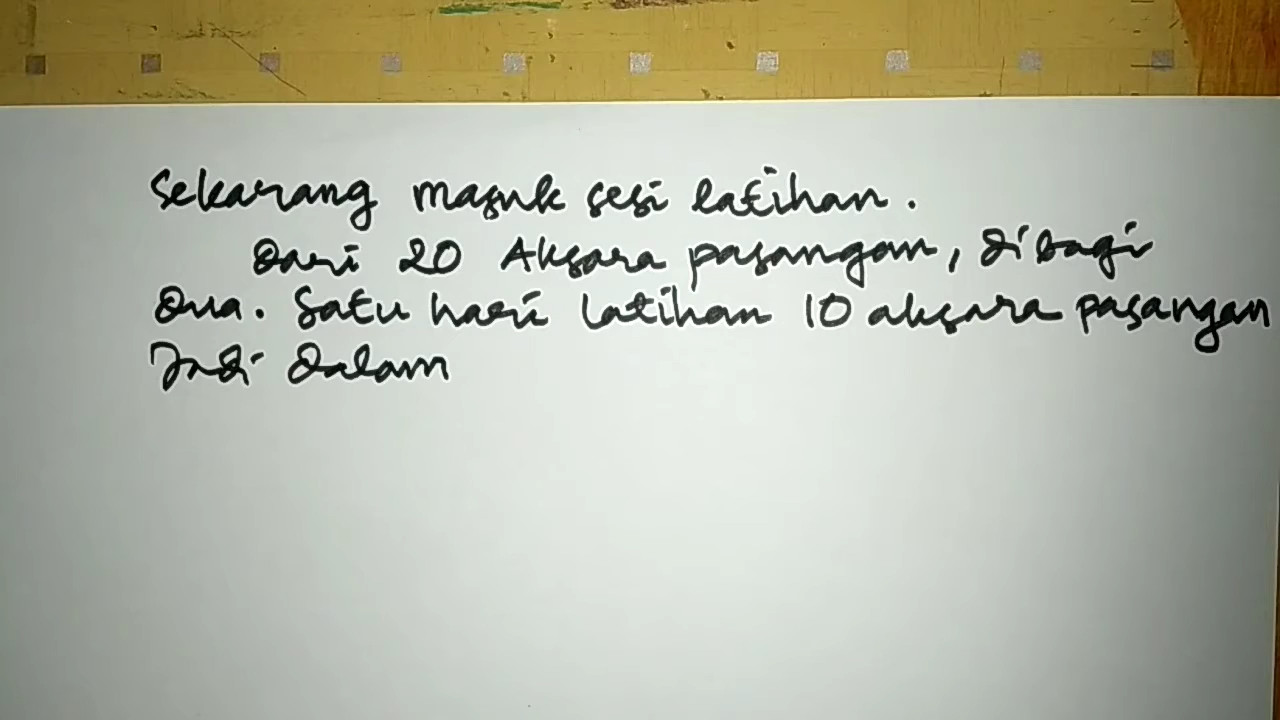 Sekarang masuk sesi latihan.
Dari 20 Aksara pasangan, dibagi
Dua. Satu hari latihan 10 aksara pasangan
Jadi Dalam